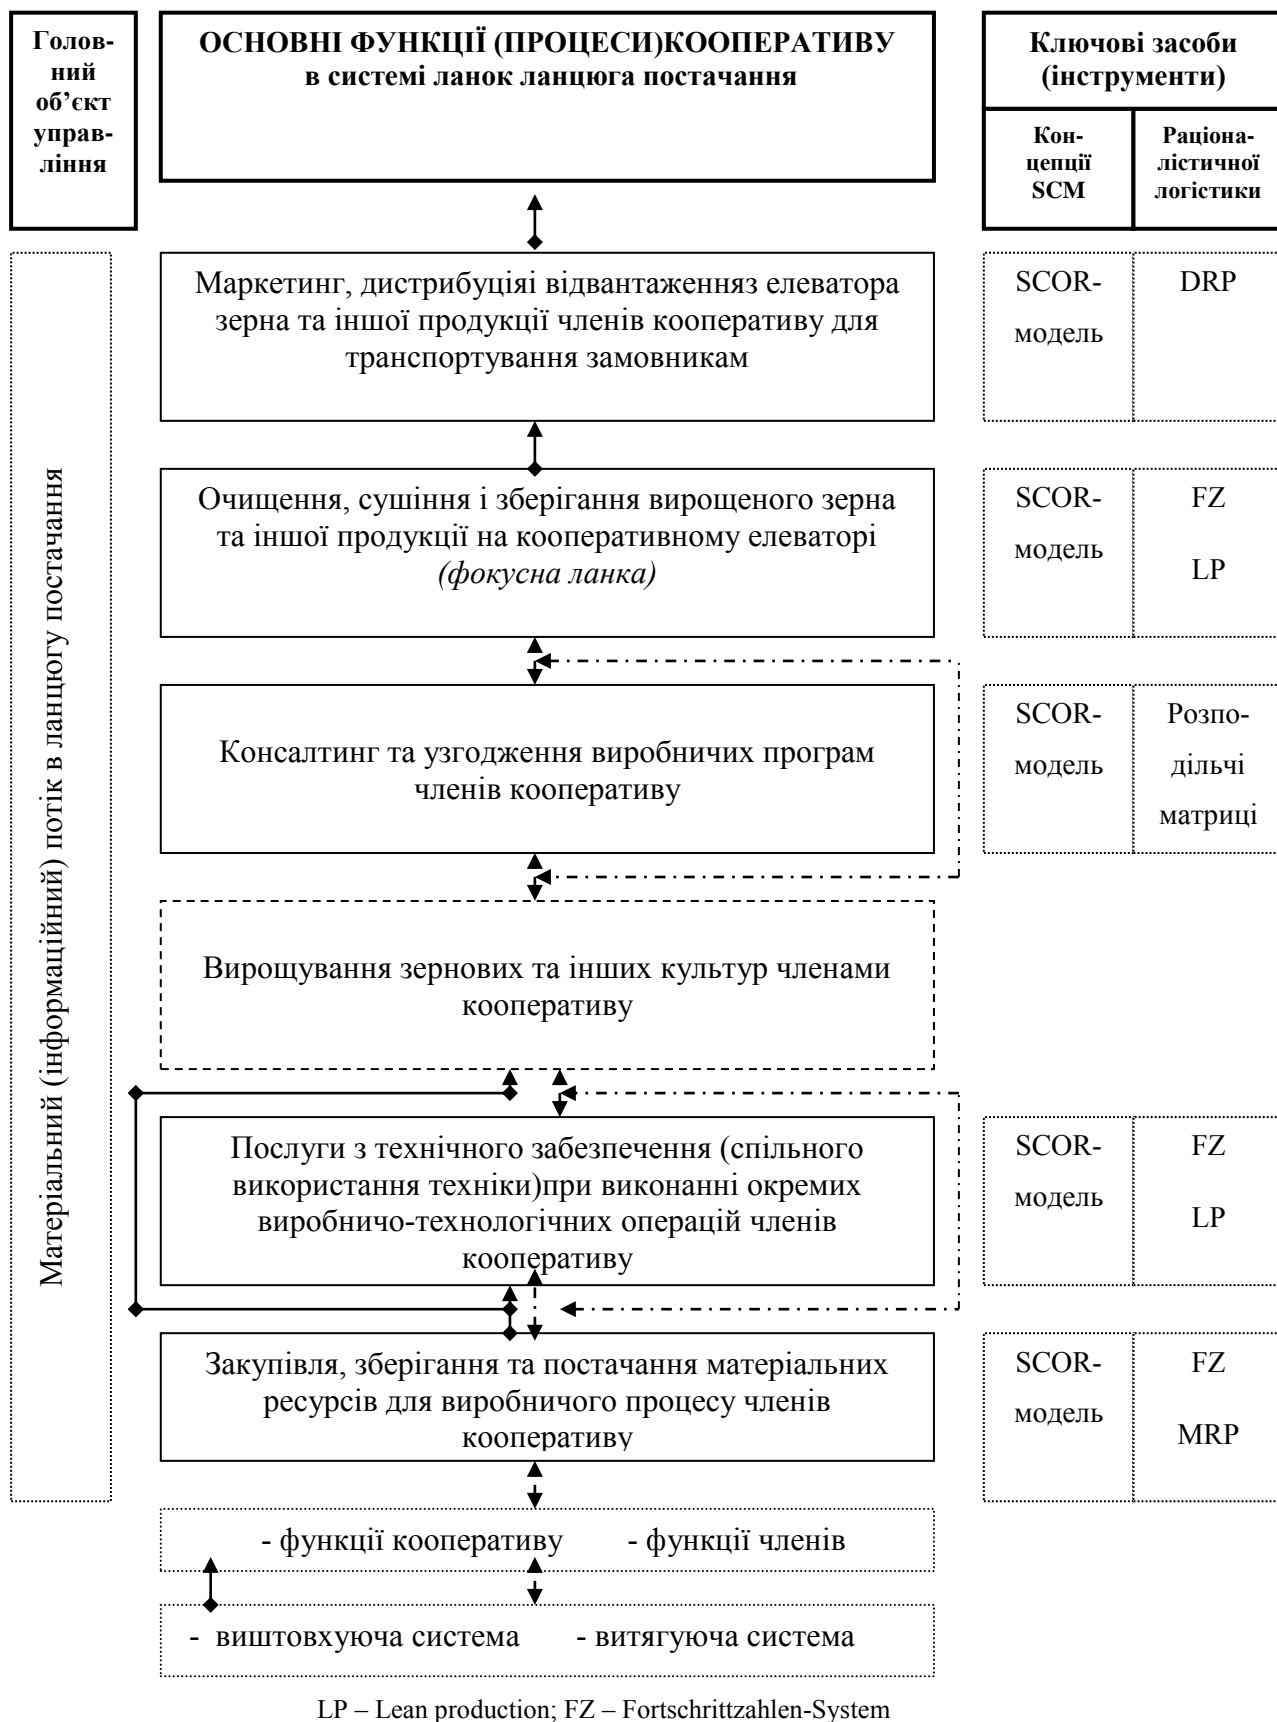 Голов-
ний
об’єкт
управ-
ління
ОСНОВНІ ФУНКЦІЇ (ПРОЦЕСИ)КООПЕРАТИВУ
в системі ланок ланцюга постачання
Ключові засоби
(інструменти)
Кон-
цепції
SCM
Раціона-
лістичної
логістики
Матеріальний (інформаційний) потік в ланцюгу постачання
Маркетинг, дистрибуціяі відвантаженняз елеватора
зерна та іншої продукції членів кооперативу для
транспортування замовникам
SCOR-
модель
DRP
Очищення, сушіння і зберігання вирощеного зерна
та іншої продукції на кооперативному елеваторі
(фокусна ланка)
SCOR-
модель
FZ
LP
Консалтинг та узгодження виробничих програм
членів кооперативу
SCOR-
модель
Розпо-
дільчі
матриці
Вирощування зернових та інших культур членами
кооперативу
Послуги з технічного забезпечення (спільного
використання техніки)при виконанні окремих
виробничо-технологічних операцій членів
кооперативу
SCOR-
модель
FZ
LP
Закупівля, зберігання та постачання матеріальних
ресурсів для виробничого процесу членів
кооперативу
SCOR-
модель
FZ
MRP
- функції кооперативу - функції членів
- виштовхуюча система - витягуюча система
LP – Lean production; FZ – Fortschrittzahlen-System